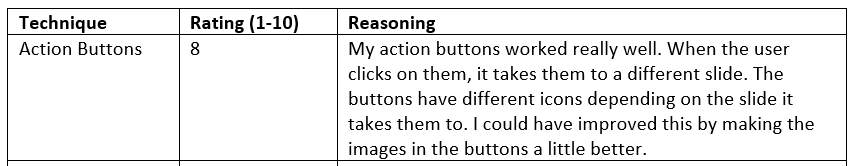 Technique Rating (1-10) Reasoning
Action Buttons 8 My action buttons worked really well. When the user
clicks on them, it takes them to a different slide. The
buttons have different icons depending on the slide it
takes them to. I could have improved this by making the
images in the buttons a little better.